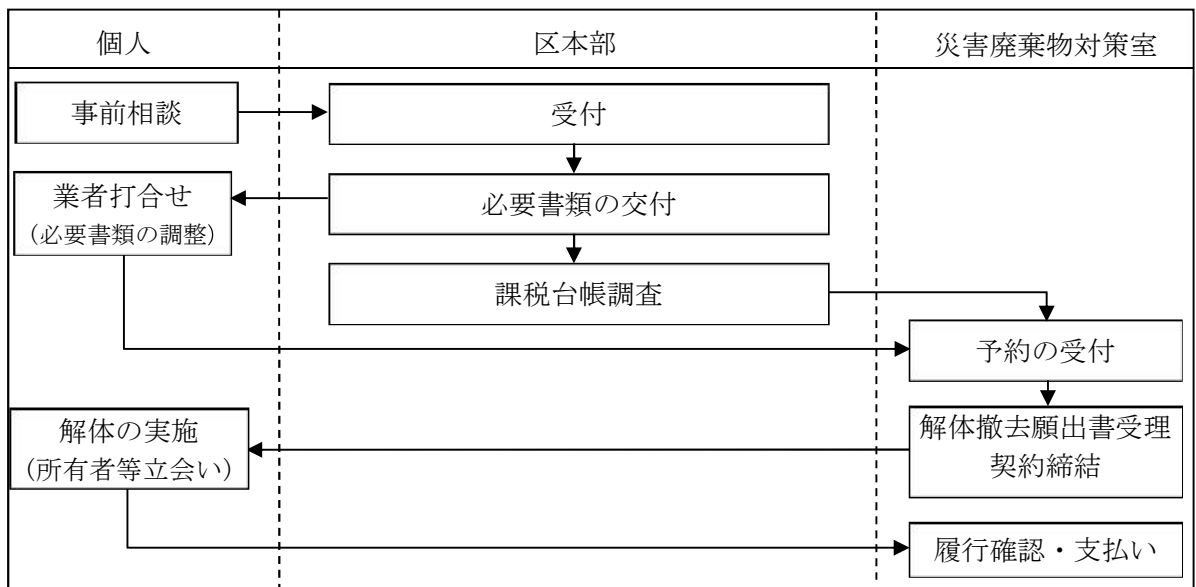 個人
区本部
災害廃棄物対策室
事前相談
受付
業者打合せ
(必要書類の調整)
必要書類の交付
課税台帳調査
予約の受付
解体の実施
(所有者等立会い)
解体撤去願出書受理
契約締結
履行確認・支払い